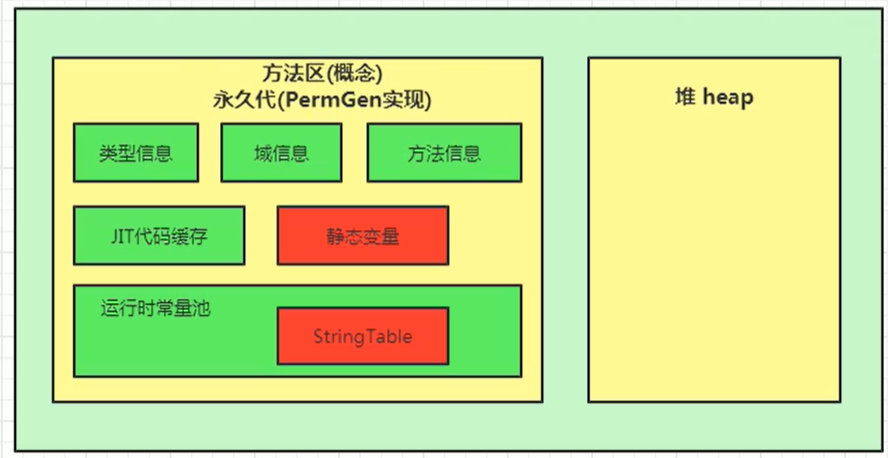 方法区(概念)
永久代(PermGen实现)
堆 heap
类型信息
域信息
方法信息
JIT代码缓存
静态变量
运行时常量池
StringTable